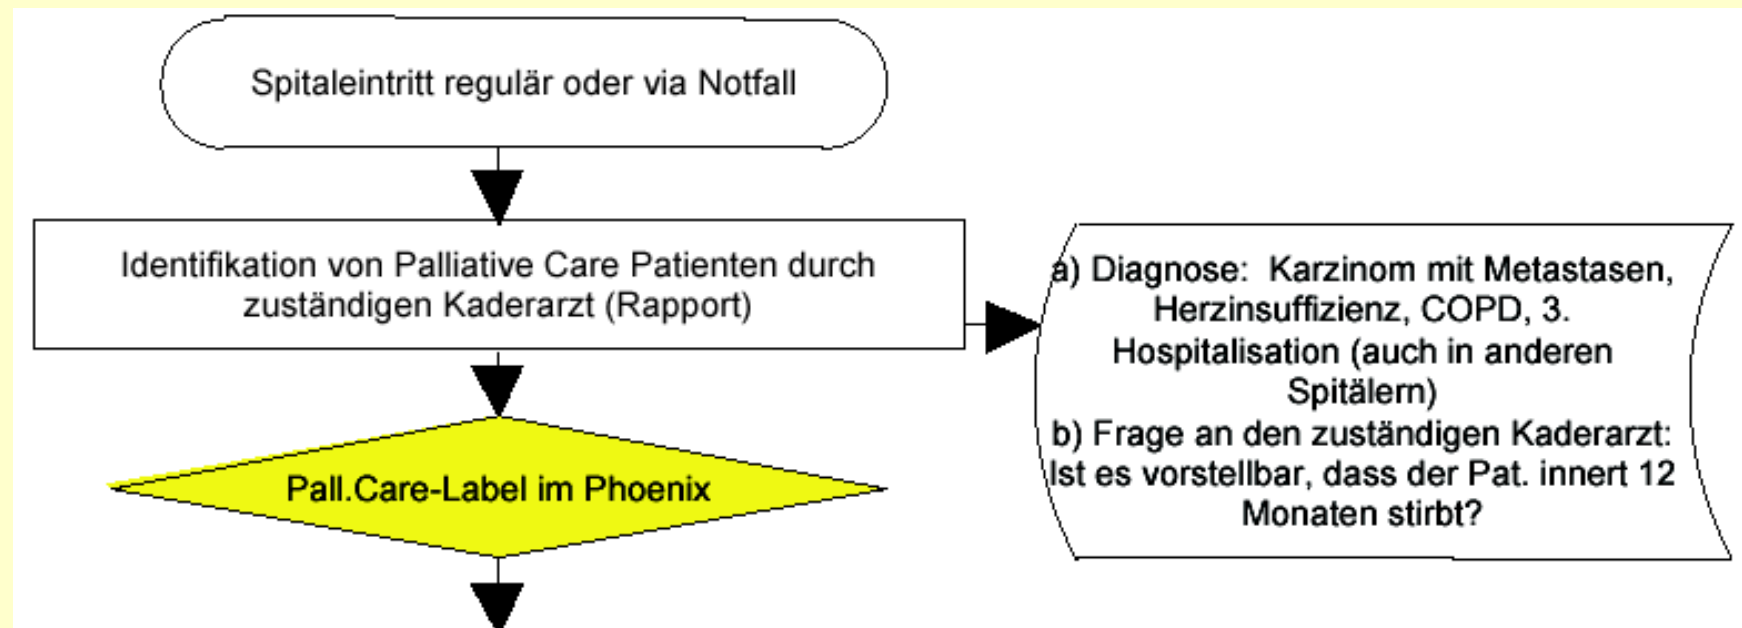 Spitaleintritt regulär oder via Notfall
Identifikation von Palliative Care Patienten durch
zuständigen Kaderarzt (Rapport)
a) Diagnose: Karzinom mit Metastasen,
Herzinsuffizienz, COPD, 3.
Hospitalisation (auch in anderen
Spitälern)
b) Frage an den zuständigen Kaderarzt:
Ist es vorstellbar, dass der Pat. innert 12
Monaten stirbt?
Pall.Care-Label im Phoenix